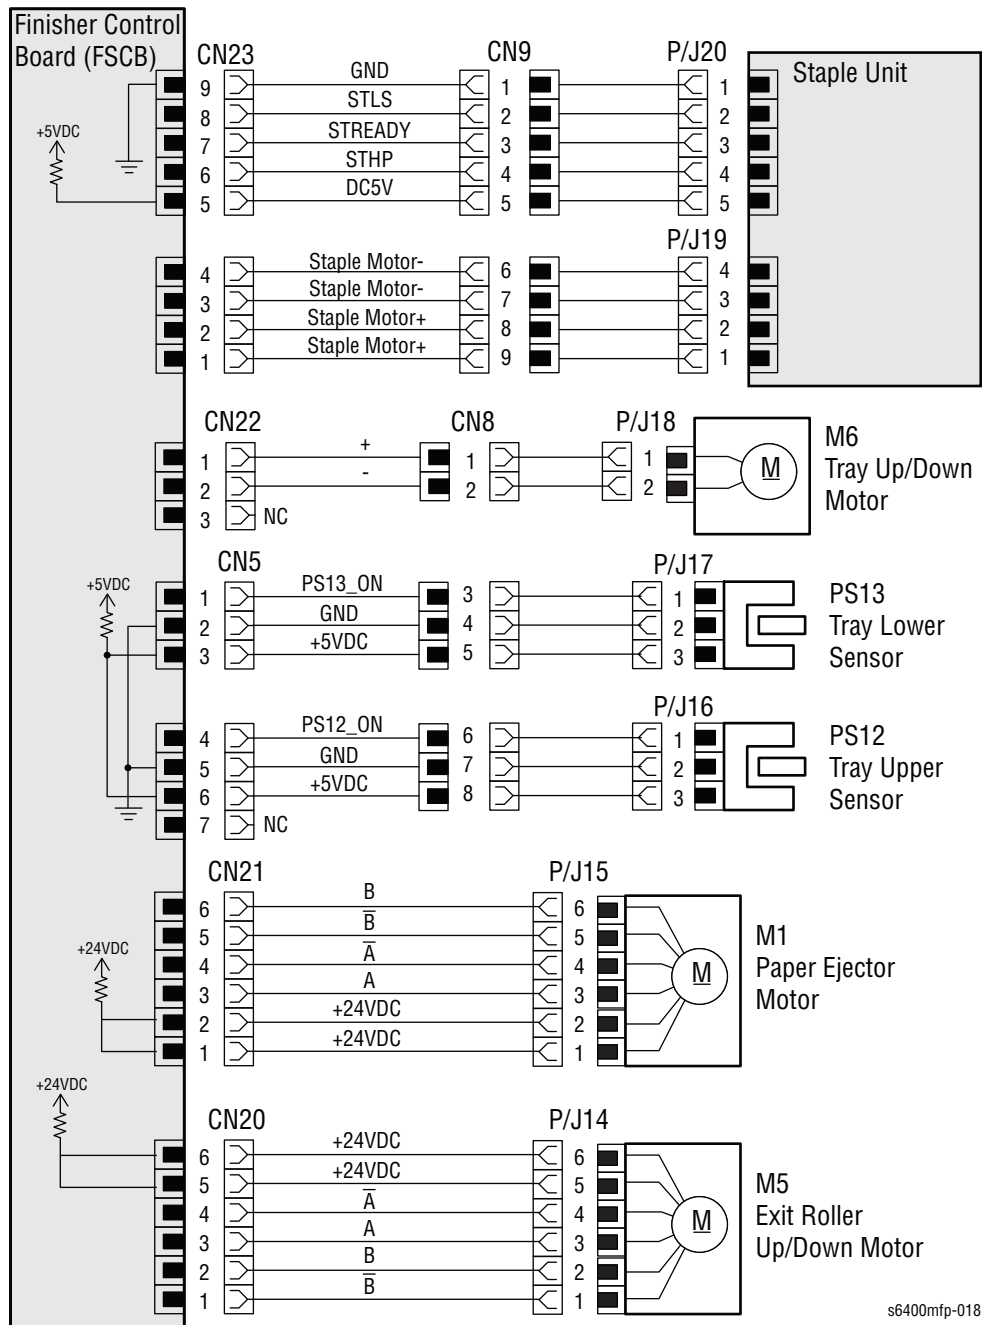 Finisher Control
Board (FSCB)
CN23 CN9 P/J20
Staple Unit
+5VDC
9 GND 1 1
8 STLS 2 2
7 STREADY 3 3
6 STHP 4 4
5 DC5V 5 5
P/J19
4 Staple Motor- 6 4
3 Staple Motor- 7 3
2 Staple Motor+ 8 2
1 Staple Motor+ 9 1
CN22 CN8 P/J18
1 + 1 1
2 - 2 2
3 NC
M
M6
Tray Up/Down
Motor
CN5 P/J17
+5VDC
1 PS13_ON 3 1
2 GND 4 2
3 +5VDC 5 3
PS13
Tray Lower
Sensor
P/J16
4 PS12_ON 6 1
5 GND 7 2
6 +5VDC 8 3
7 NC
PS12
Tray Upper
Sensor
CN21 P/J15
+24VDC
6 B 6
5 B̅ 5
4 A̅ 4
3 A 3
2 +24VDC 2
1 +24VDC 1
M
M1
Paper Ejector
Motor
+24VDC
CN20 P/J14
6 +24VDC 6
5 +24VDC 5
4 A̅ 4
3 A 3
2 B 2
1 B̅ 1
M
M5
Exit Roller
Up/Down Motor
s6400mfp-018